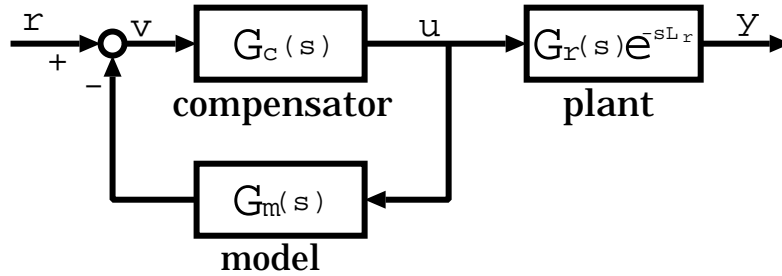 r
+
-
v
Gc(s)
compensator
u
Gr(s)e-sLr
plant
y
Gm(s)
model